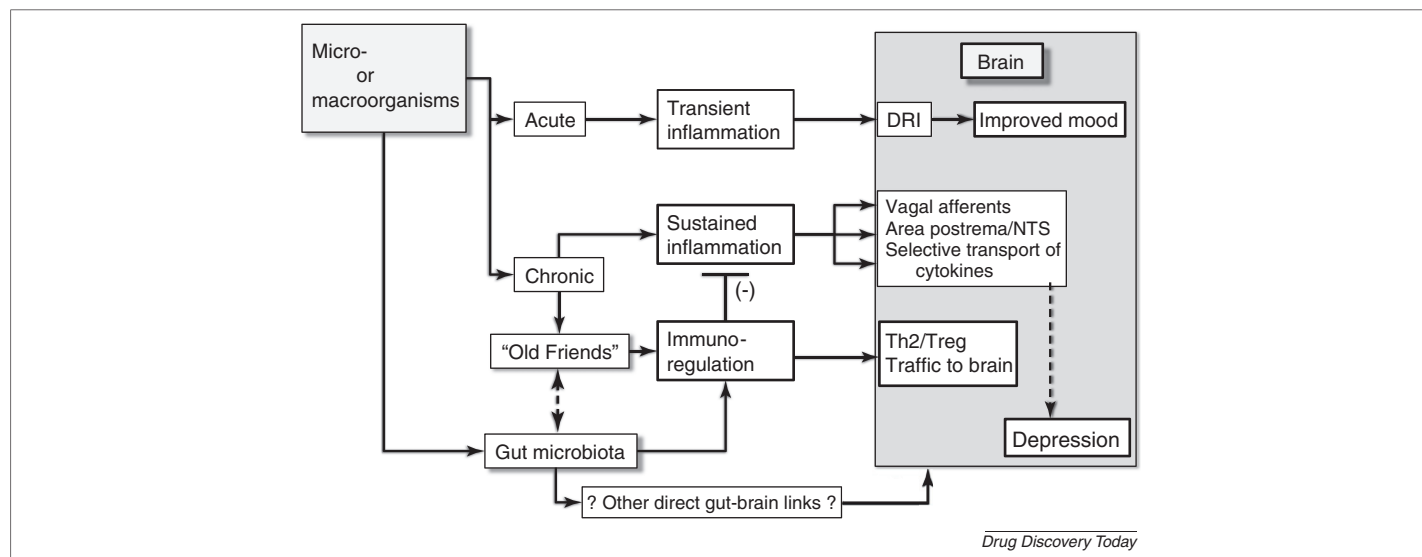 Micro-
or
macroorganisms
Brain
Acute
Transient
inflammation
DRI
Improved mood
Sustained
inflammation
Vagal afferents
Area postrema/NTS
Selective transport of
cytokines
Chronic
(-)
“Old Friends”
Immuno-
regulation
Th2/Treg
Traffic to brain
Depression
Gut microbiota
? Other direct gut-brain links ?
Drug Discovery Today